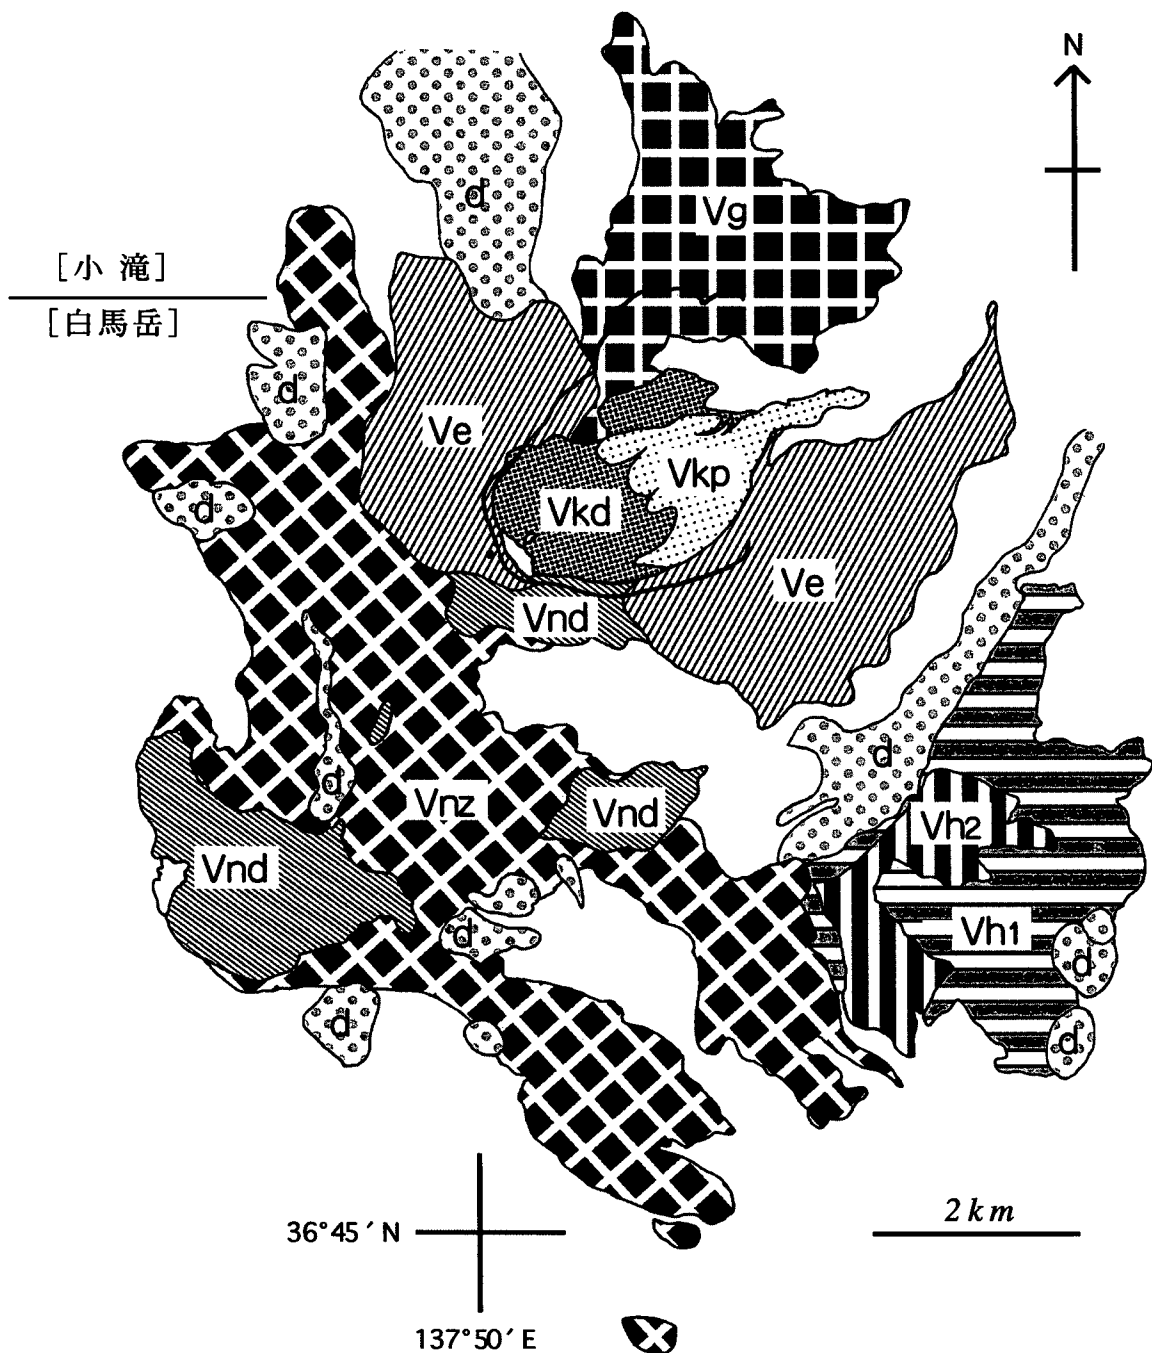 N
d
Vg
[小 滝]
[白馬岳]
d
Ve
Vkp
d
Vkd
Ve
Vnd
d
d
Vnz
Vnd
Vh2
Vnd
d
Vh1
d
d
d
2 km
36°45′N
137°50′E